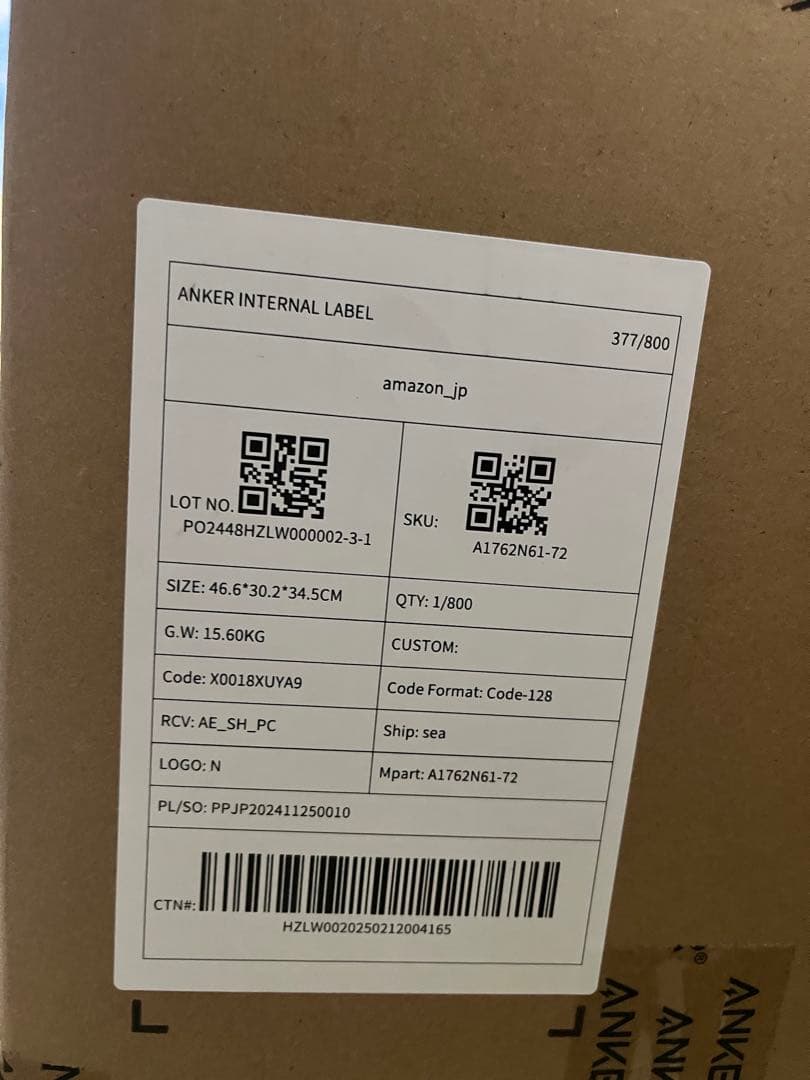 ANKER INTERNAL LABEL
377/800
amazon_jp
LOT NO.
PO2448HZLW000002-3-1
SKU:
A1762N61-72
SIZE: 46.6*30.2*34.5CM
QTY: 1/800
G.W: 15.60KG
CUSTOM:
Code: X0018XUYA9
Code Format: Code-128
RCV: AE_SH_PC
Ship: sea
LOGO: N
Mpart: A1762N61-72
PL/SO: PPJP202411250010
CTN#:
HZLW0020250212004165
ANKE
ANK
ANKE